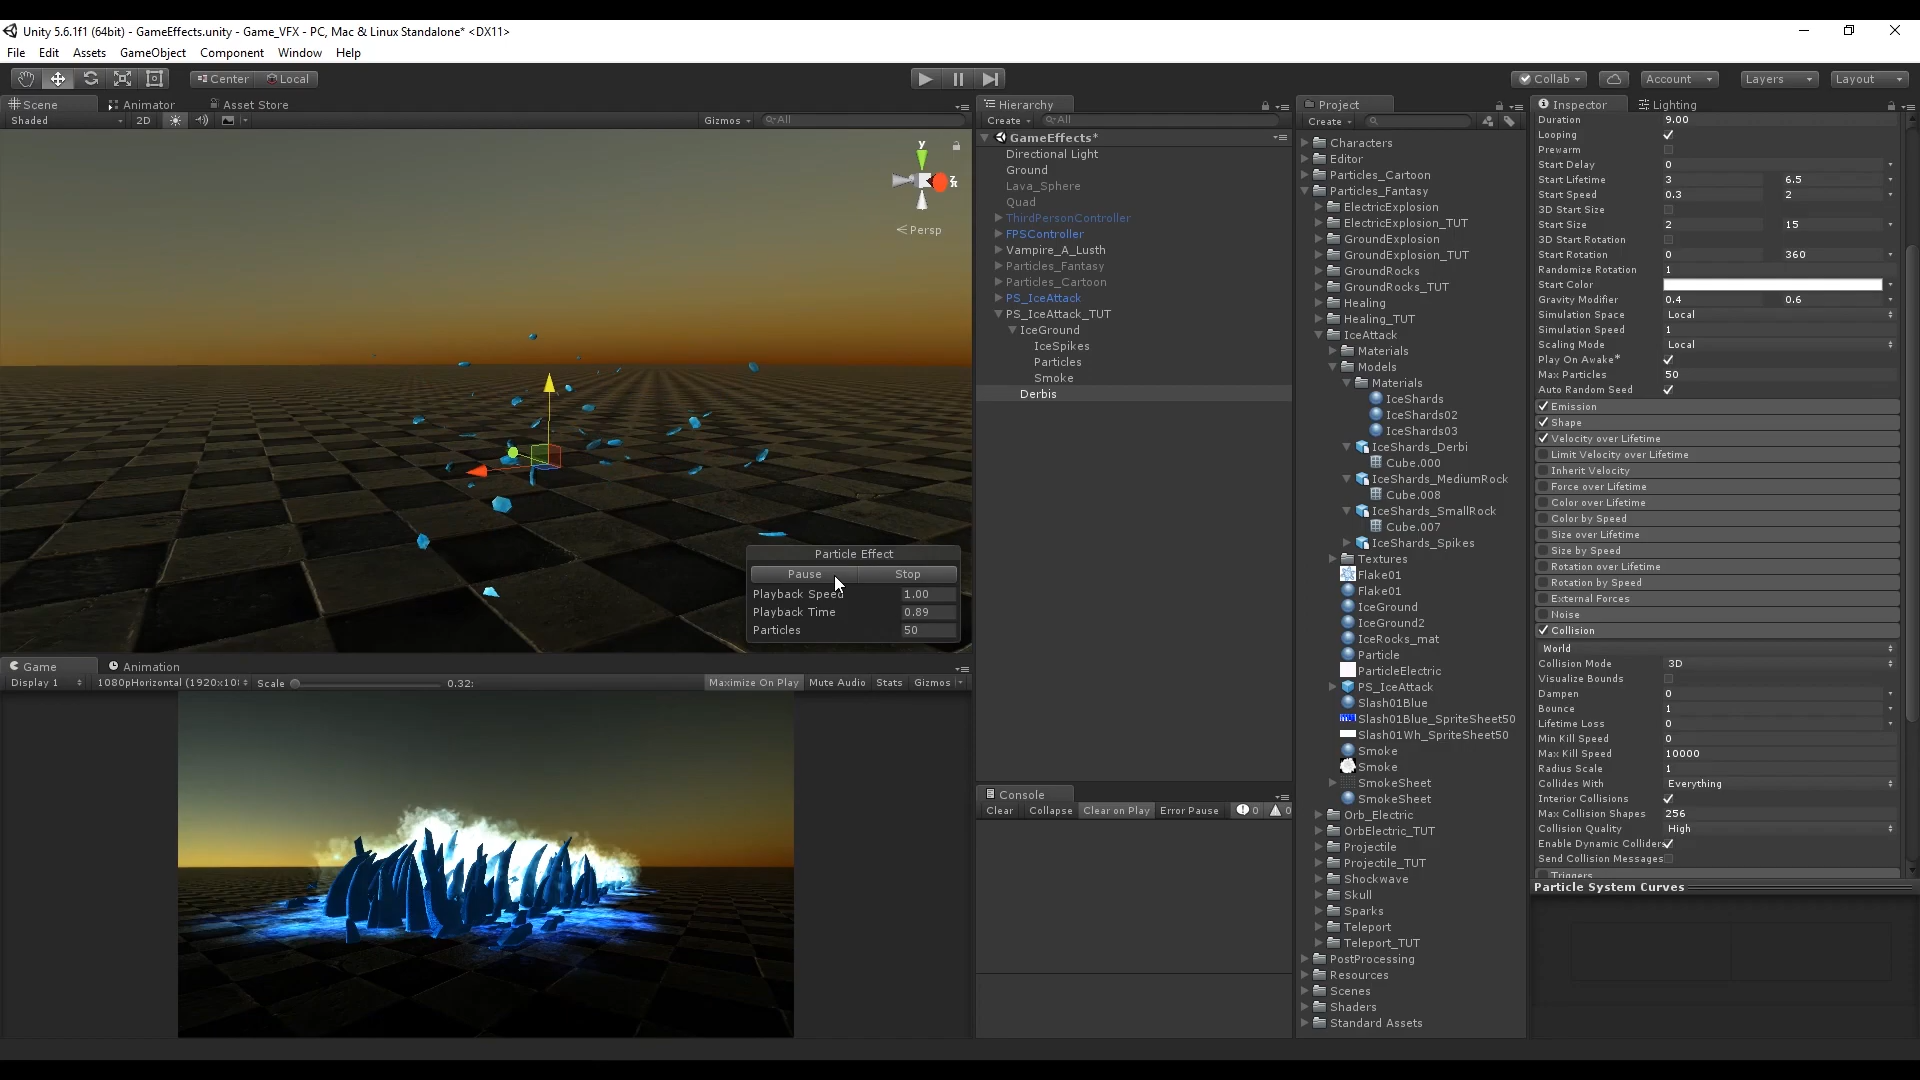 Unity 5.6.1f1 (64bit) - GameEffects.unity - Game_VFX - PC, Mac & Linux Standalone* <DX11>
File Edit Assets GameObject Component Window Help
Center Local
Collab Account Layers Layout
Scene Animator Asset Store
Shaded 2D Gizmos All
y
Persp
Particle Effect
Pause Stop
Playback Speed 1.00
Playback Time 0.89
Particles 50
Game Animation
Display 1 1080pHorizontal (1920x10 Scale 0.32: Maximize On Play Mute Audio Stats Gizmos
Hierarchy
Create All
GameEffects*
Directional Light
Ground
Lava_Sphere
Quad
ThirdPersonController
FPSController
Vampire_A_Lusth
Particles_Fantasy
Particles_Cartoon
PS_IceAttack
PS_IceAttack_TUT
IceGround
IceSpikes
Particles
Smoke
Derbis
Console
Clear Collapse Clear on Play Error Pause 0 0
Project
Create
Characters
Editor
Particles_Cartoon
Particles_Fantasy
ElectricExplosion
ElectricExplosion_TUT
GroundExplosion
GroundExplosion_TUT
GroundRocks
GroundRocks_TUT
Healing
Healing_TUT
IceAttack
Materials
Models
Materials
IceShards
IceShards02
IceShards03
IceShards_Derbi
Cube.000
IceShards_MediumRock
Cube.008
IceShards_SmallRock
Cube.007
IceShards_Spikes
Textures
Flake01
Flake01
IceGround
IceGround2
IceRocks_mat
Particle
ParticleElectric
PS_IceAttack
Slash01Blue
Slash01Blue_SpriteSheet50
Slash01Wh_SpriteSheet50
Smoke
Smoke
SmokeSheet
SmokeSheet
Orb_Electric
OrbElectric_TUT
Projectile
Projectile_TUT
Shockwave
Skull
Sparks
Teleport
Teleport_TUT
PostProcessing
Resources
Scenes
Shaders
Standard Assets
Inspector Lighting
Duration 9.00
Looping
Prewarm
Start Delay 0
Start Lifetime 3 6.5
Start Speed 0.3 2
3D Start Size
Start Size 2 15
3D Start Rotation
Start Rotation 0 360
Randomize Rotation 1
Start Color
Gravity Modifier 0.4 0.6
Simulation Space Local
Simulation Speed 1
Scaling Mode Local
Play On Awake*
Max Particles 50
Auto Random Seed
Emission
Shape
Velocity over Lifetime
Limit Velocity over Lifetime
Inherit Velocity
Force over Lifetime
Color over Lifetime
Color by Speed
Size over Lifetime
Size by Speed
Rotation over Lifetime
Rotation by Speed
External Forces
Noise
Collision
World
Collision Mode 3D
Visualize Bounds
Dampen 0
Bounce 1
Lifetime Loss 0
Min Kill Speed 0
Max Kill Speed 10000
Radius Scale 1
Collides With Everything
Interior Collisions
Max Collision Shapes 256
Collision Quality High
Enable Dynamic Colliders
Send Collision Messages
Triggers
Particle System Curves